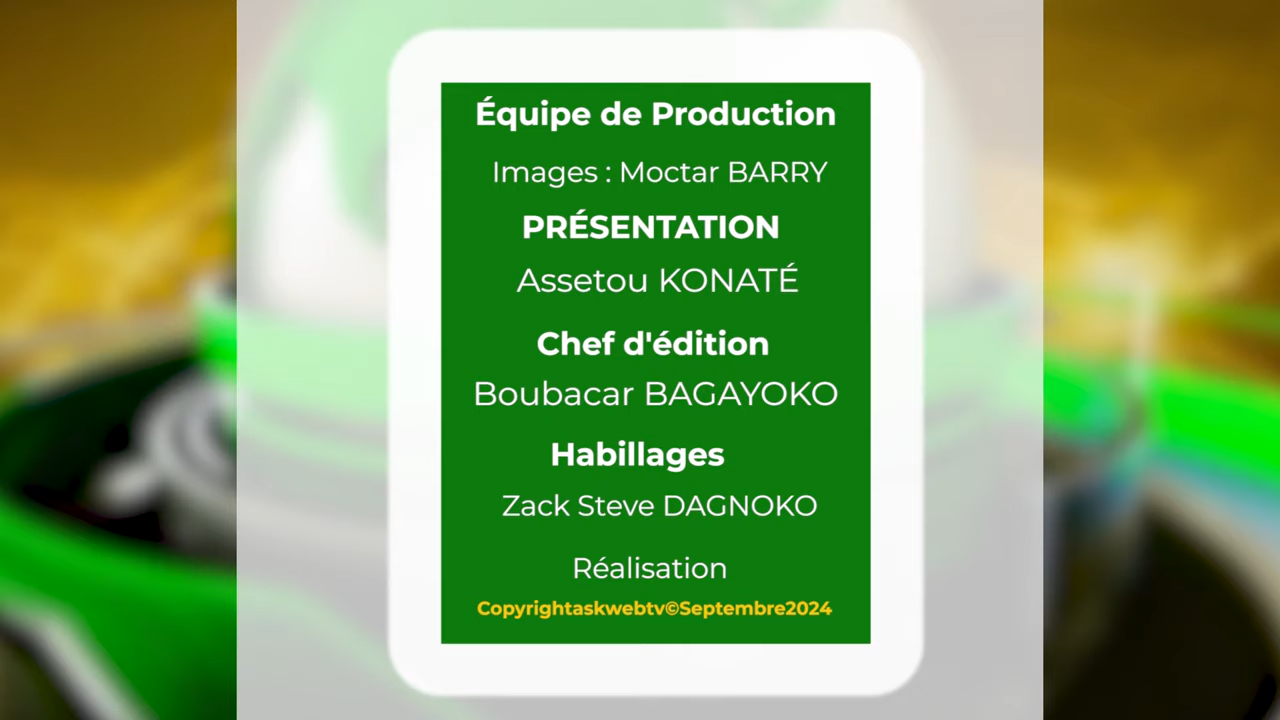 Équipe de Production
Images : Moctar BARRY
PRÉSENTATION
Assetou KONATÉ
Chef d'édition
Boubacar BAGAYOKO
Habillages
Zack Steve DAGNOKO
Réalisation
Copyrightaskwebtv©Septembre2024